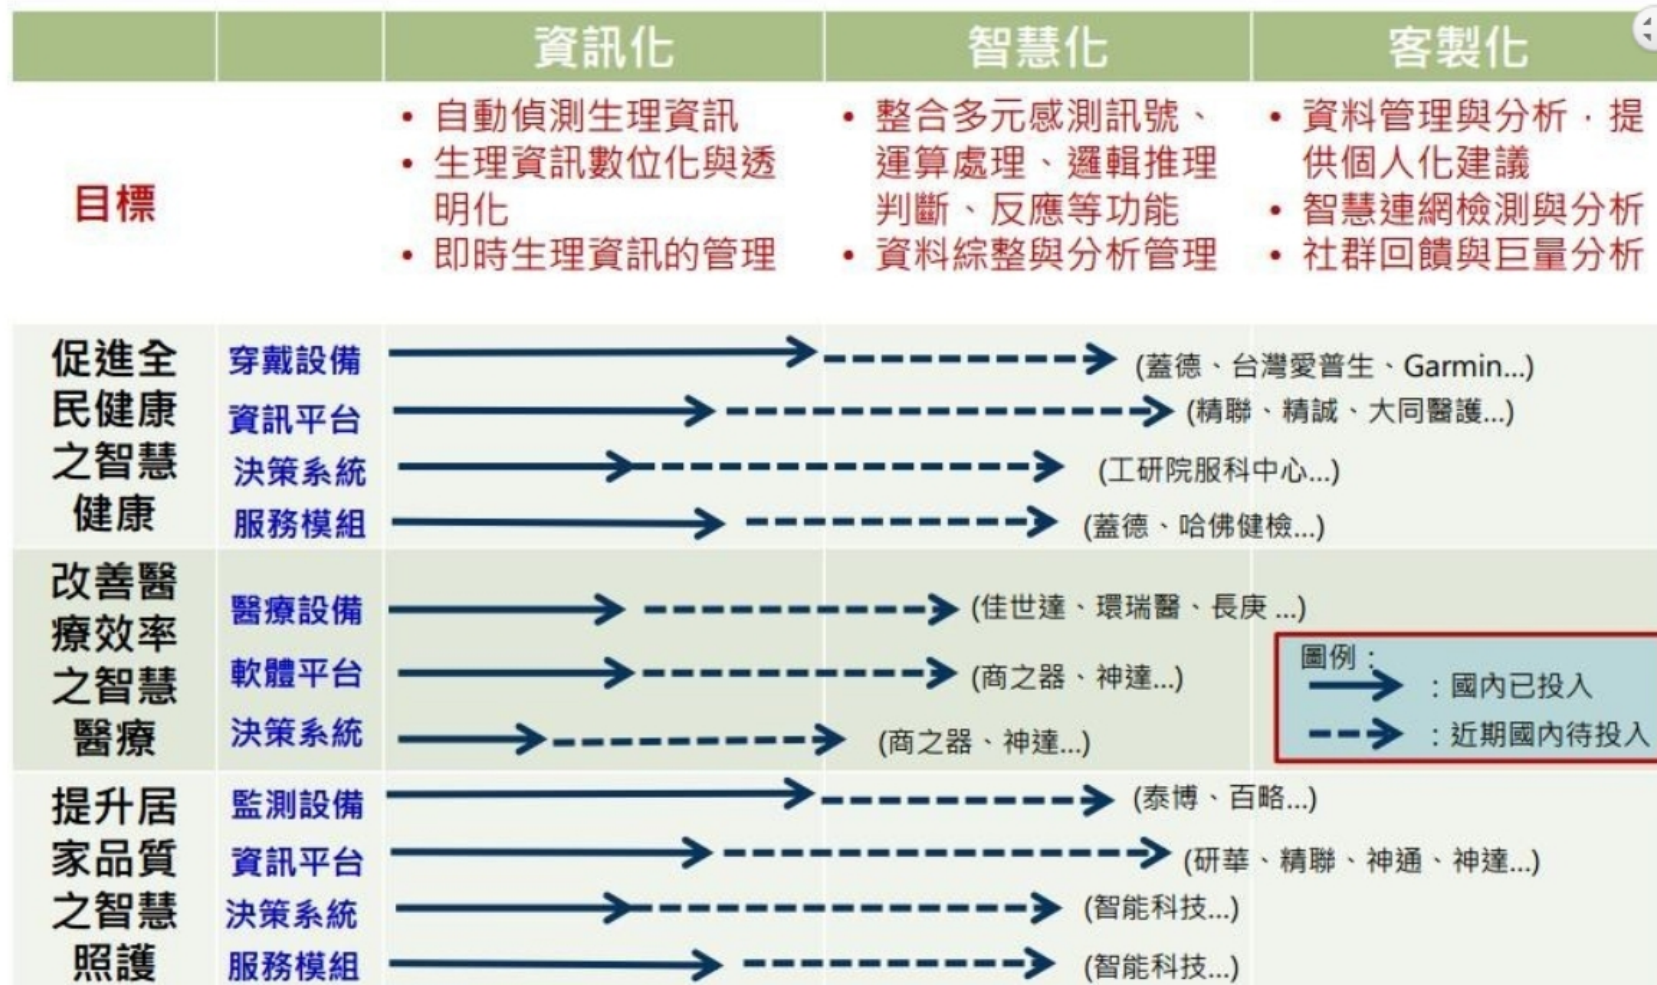 資訊化 智慧化 客製化
目標
• 自動偵測生理資訊
• 生理資訊數位化與透
明化
• 即時生理資訊的管理
• 整合多元感測訊號、
運算處理、邏輯推理
判斷、反應等功能
• 資料綜整與分析管理
• 資料管理與分析，提
供個人化建議
• 智慧連網檢測與分析
• 社群回饋與巨量分析
促進全
民健康
之智慧
健康
穿戴設備 (蓋德、台灣愛普生、Garmin...)
資訊平台 (精聯、精誠、大同醫護...)
決策系統 (工研院服科中心...)
服務模組 (蓋德、哈佛健檢...)
改善醫
療效率
之智慧
醫療
醫療設備 (佳世達、環瑞醫、長庚 ...)
軟體平台 (商之器、神達...)
決策系統 (商之器、神達...)
圖例：
：國內已投入
：近期國內待投入
提升居
家品質
之智慧
照護
監測設備 (泰博、百略...)
資訊平台 (研華、精聯、神通、神達...)
決策系統 (智能科技...)
服務模組 (智能科技...)